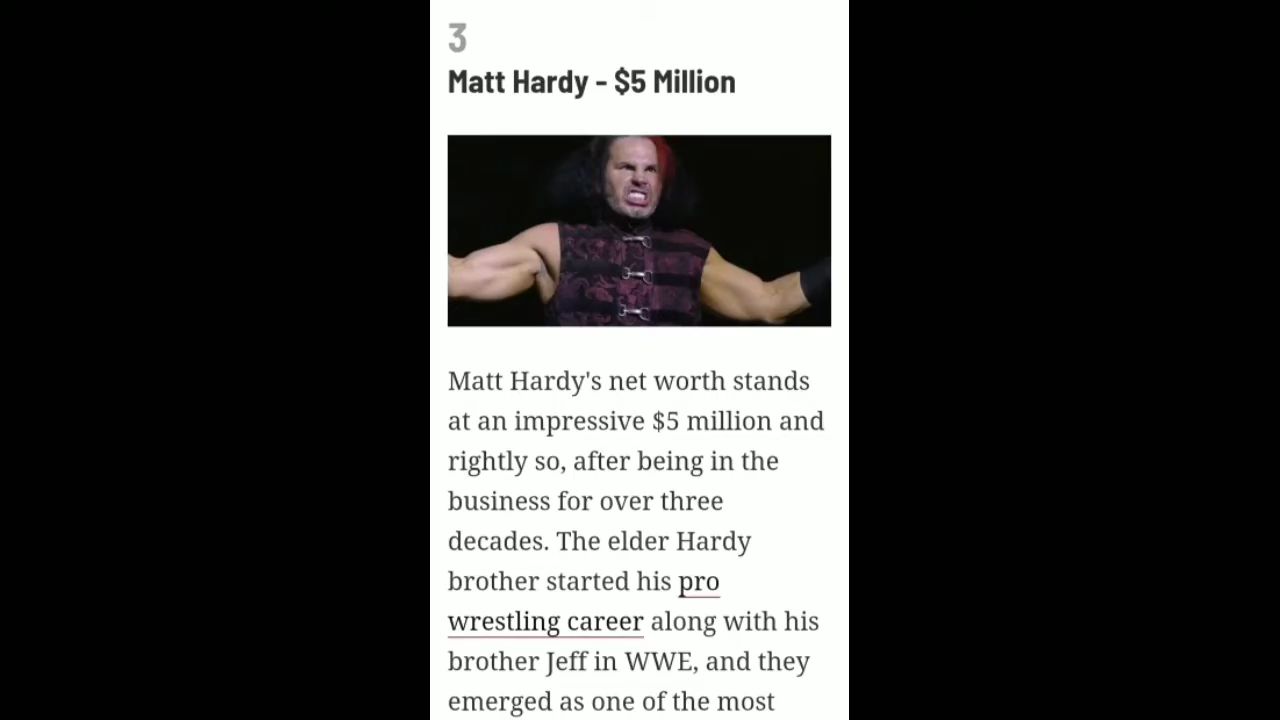 3
Matt Hardy - $5 Million
Matt Hardy's net worth stands
at an impressive $5 million and
rightly so, after being in the
business for over three
decades. The elder Hardy
brother started his pro
wrestling career along with his
brother Jeff in WWE, and they
emerged as one of the most